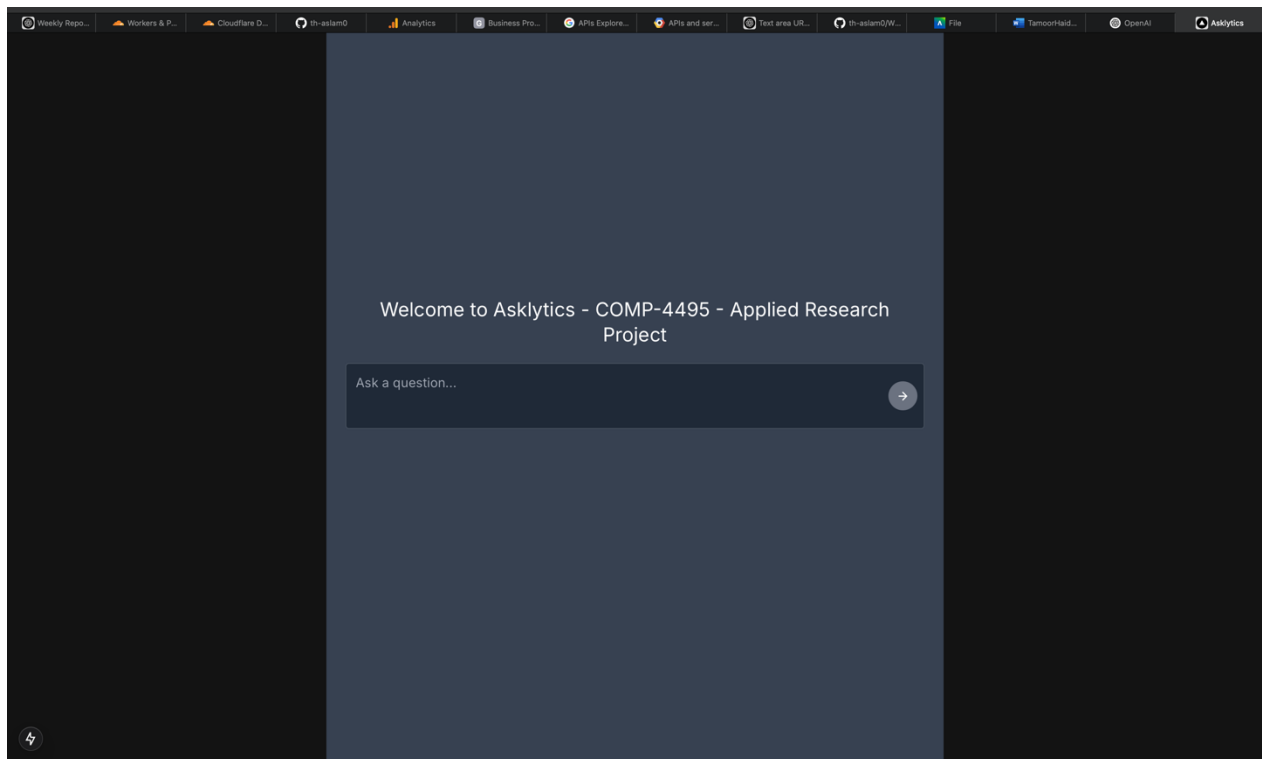 Weekly Repo...
Workers & P...
Cloudflare D...
th-aslam0
Analytics
Business Pro...
APIs Explore...
APIs and ser...
Text area UR...
th-aslam0/W...
File
TamoorHaid...
OpenAI
Asklytics
Welcome to Asklytics - COMP-4495 - Applied Research
Project
Ask a question...